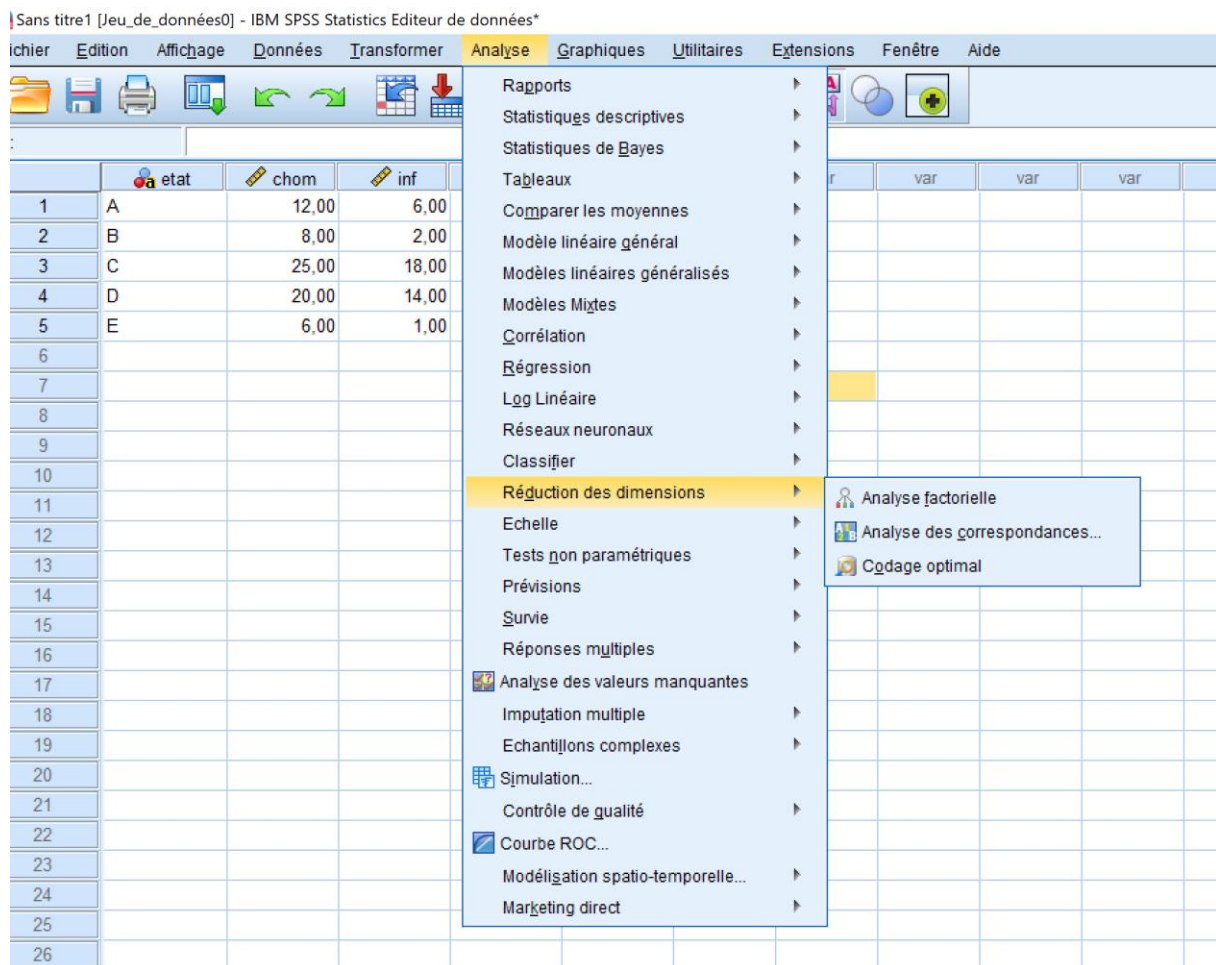 Sans titre1 [Jeu_de_données0] - IBM SPSS Statistics Editeur de données*
ichier Edition Affichage Données Transformer Analyse Graphiques Utilitaires Extensions Fenêtre Aide
etat chom inf var var var
1 A 12,00 6,00
2 B 8,00 2,00
3 C 25,00 18,00
4 D 20,00 14,00
5 E 6,00 1,00
6
7
8
9
10
11
12
13
14
15
16
17
18
19
20
21
22
23
24
25
26
Rapports
Statistiques descriptives
Statistiques de Bayes
Tableaux
Comparer les moyennes
Modèle linéaire général
Modèles linéaires généralisés
Modèles Mixtes
Corrélation
Régression
Log Linéaire
Réseaux neuronaux
Classifier
Réduction des dimensions
Echelle
Tests non paramétriques
Prévisions
Survie
Réponses multiples
Analyse des valeurs manquantes
Imputation multiple
Echantillons complexes
Simulation...
Contrôle de qualité
Courbe ROC...
Modélisation spatio-temporelle...
Marketing direct
Analyse factorielle
Analyse des correspondances...
Codage optimal